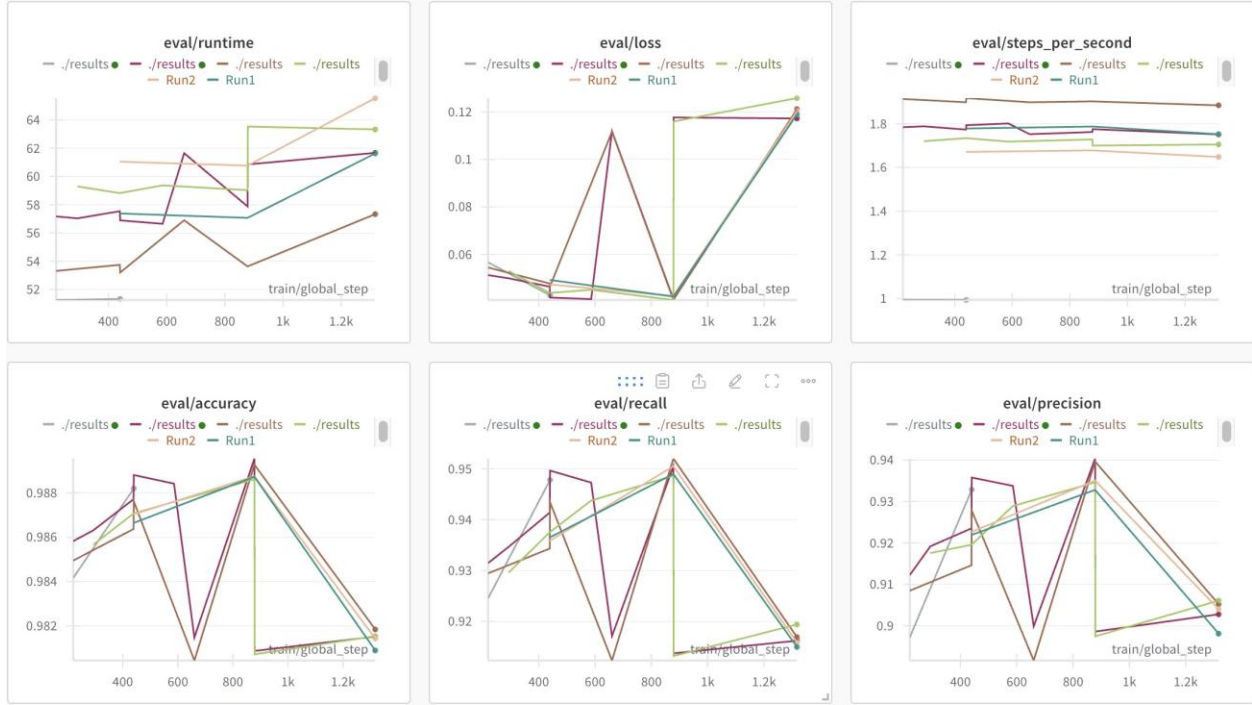 eval/runtime
./results ./results ./results ./results
Run2 Run1
64
62
60
58
56
54
52
train/global_step
400 600 800 1k 1.2k
eval/loss
./results ./results ./results ./results
Run2 Run1
0.12
0.1
0.08
0.06
train/global_step
400 600 800 1k 1.2k
eval/steps_per_second
./results ./results ./results ./results
Run2 Run1
1.8
1.6
1.4
1.2
1
train/global_step
400 600 800 1k 1.2k
eval/accuracy
./results ./results ./results ./results
Run2 Run1
0.988
0.986
0.984
0.982
train/global_step
400 600 800 1k 1.2k
eval/recall
./results ./results ./results ./results
Run2 Run1
0.95
0.94
0.93
0.92
train/global_step
400 600 800 1k 1.2k
eval/precision
./results ./results ./results ./results
Run2 Run1
0.94
0.93
0.92
0.91
0.9
train/global_step
400 600 800 1k 1.2k